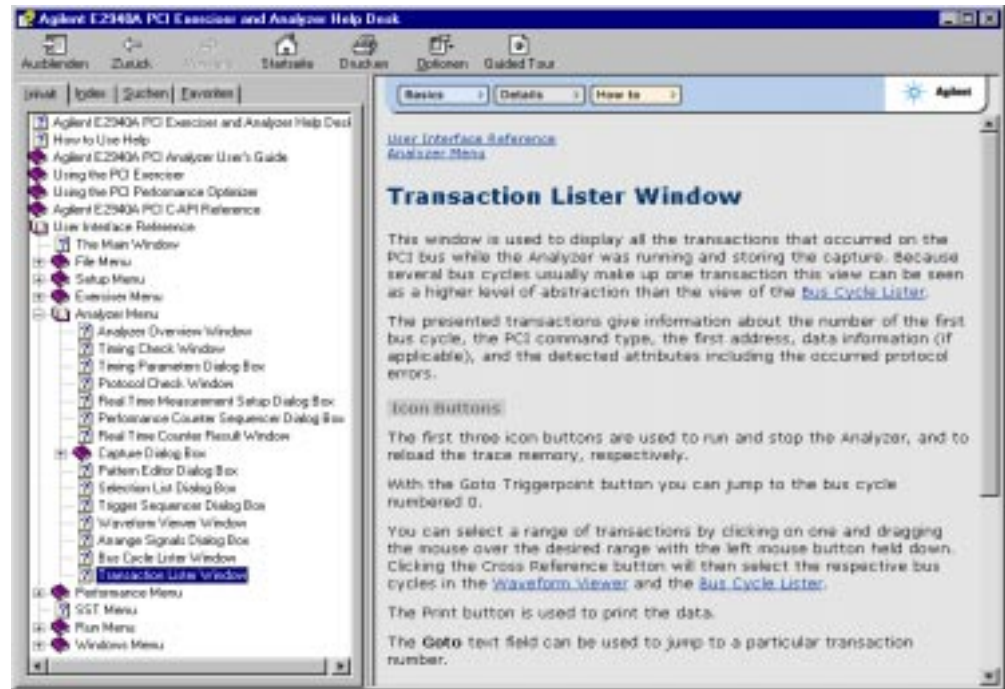 Agilent E2940A PCI Exerciser and Analyzer Help Desk
Ausblenden Zurück Startseite Drucken Optionen Guided Tour
Inhalt Index Suchen Favoriten
Agilent E2940A PCI Exerciser and Analyzer Help Desk
How to Use Help
Agilent E2940A PCI Analyzer User's Guide
Using the PCI Exerciser
Using the PCI Performance Optimizer
Agilent E2940A PCI C-API Reference
User Interface Reference
The Main Window
File Menu
Setup Menu
Exerciser Menu
Analyzer Menu
Analyzer Overview Window
Timing Check Window
Timing Parameters Dialog Box
Protocol Check Window
Real Time Measurement Setup Dialog Box
Performance Counter Sequencer Dialog Box
Real Time Counter Result Window
Capture Dialog Box
Pattern Editor Dialog Box
Selection List Dialog Box
Trigger Sequencer Dialog Box
Waveform Viewer Window
Arrange Signals Dialog Box
Bus Cycle Lister Window
Transaction Lister Window
Performance Menu
SST Menu
Run Menu
Windows Menu
Basics Details How to
Agilent
User Interface Reference
Analyzer Menu
Transaction Lister Window
This window is used to display all the transactions that occurred on the
PCI bus while the Analyzer was running and storing the capture. Because
several bus cycles usually make up one transaction this view can be seen
as a higher level of abstraction than the view of the Bus Cycle Lister.
The presented transactions give information about the number of the first
bus cycle, the PCI command type, the first address, data information (if
applicable), and the detected attributes including the occurred protocol
errors.
Icon Buttons
The first three icon buttons are used to run and stop the Analyzer, and to
reload the trace memory, respectively.
With the Goto Triggerpoint button you can jump to the bus cycle
numbered 0.
You can select a range of transactions by clicking on one and dragging
the mouse over the desired range with the left mouse button held down.
Clicking the Cross Reference button will then select the respective bus
cycles in the Waveform Viewer and the Bus Cycle Lister.
The Print button is used to print the data.
The Goto text field can be used to jump to a particular transaction
number.